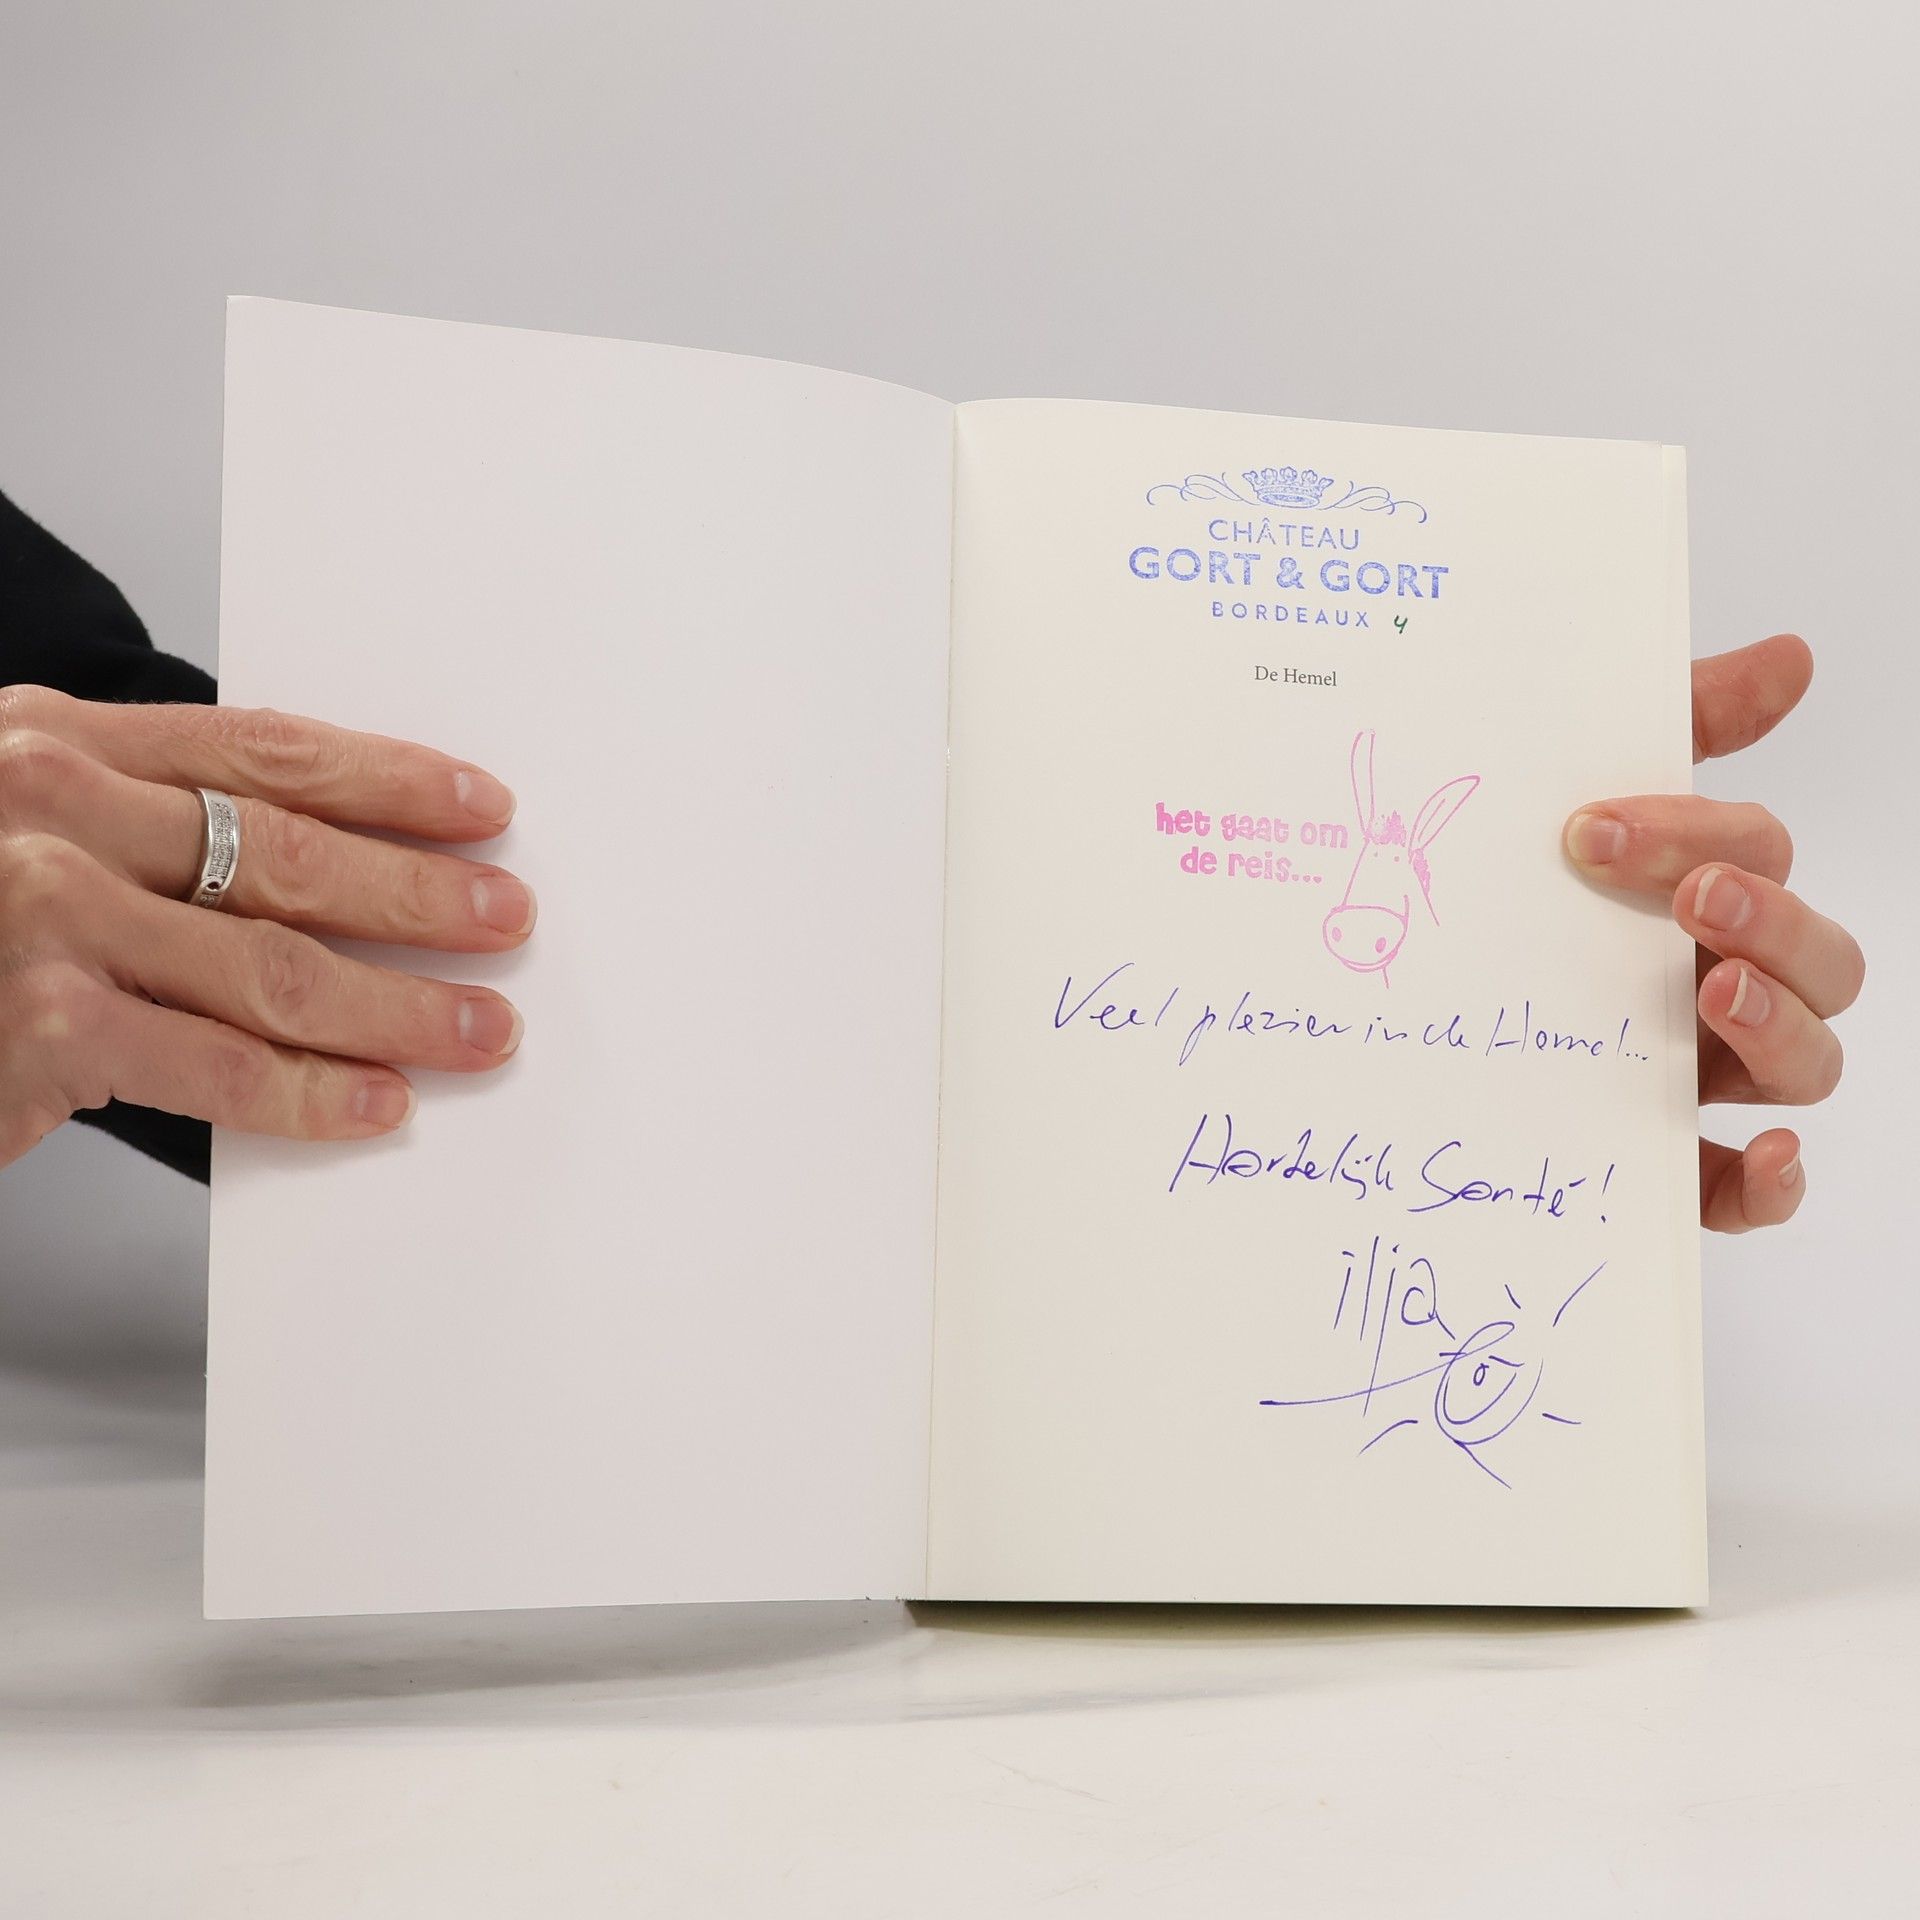 CHÂTEAU
GORT & GORT
BORDEAUX 4
De Hemel
het gaat om
de reis...
Veel plezier in de Hemel...
Hartelijk Santé!
ilja